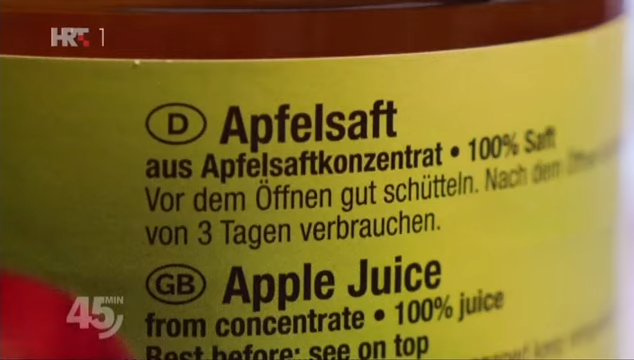 HRT 1
D Apfelsaft
aus Apfelsaftkonzentrat • 100% Saft
Vor dem Öffnen gut schütteln. Nach dem
von 3 Tagen verbrauchen.
GB Apple Juice
from concentrate • 100% juice
Best before: see on top
45 MIN